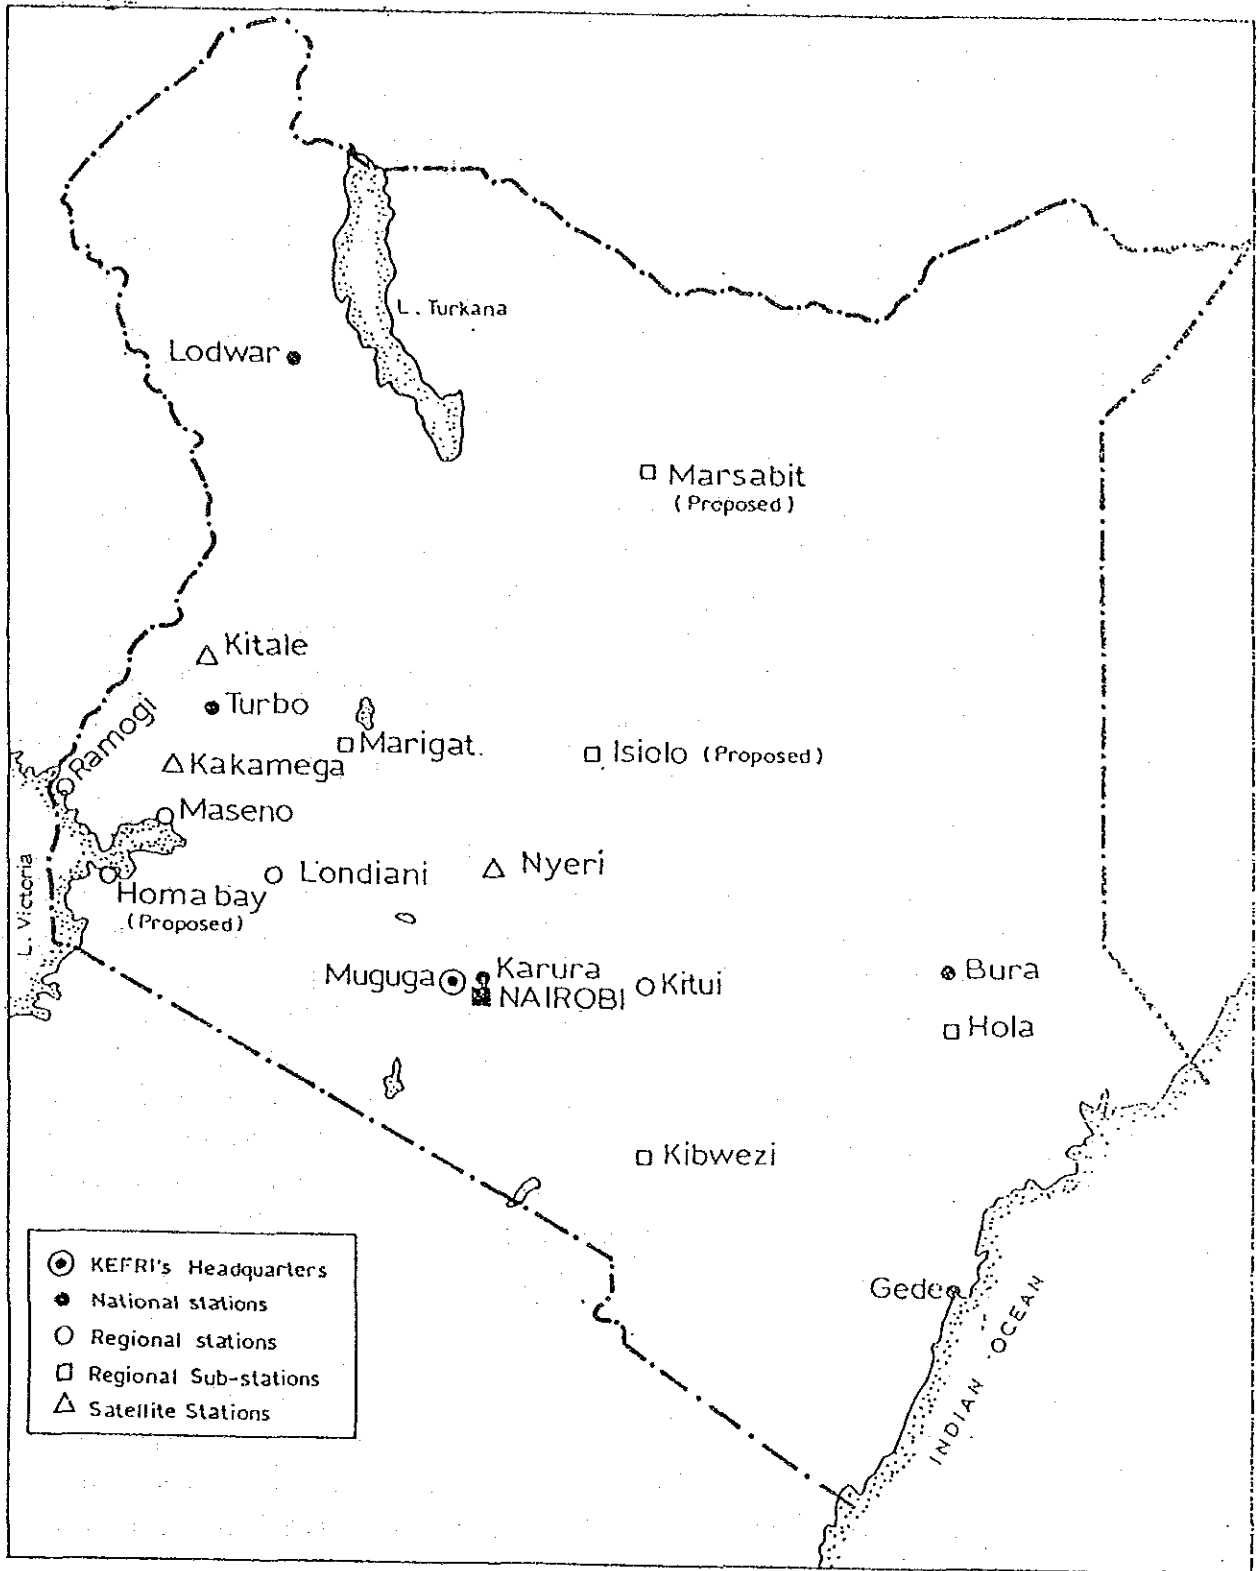 L. Turkana
Lodwar
Marsabit
(Proposed)
Kitale
Turbo
Ramogi
Marigat.
Isiolo (Proposed)
Kakamega
Maseno
L. Victoria
Londiani
Nyeri
Homa bay
(Proposed)
Muguga
Karura
NAIROBI
Kitui
Bura
Hola
Kibwezi
Gede
INDIAN OCEAN
KEFRI's Headquarters
National stations
Regional stations
Regional Sub-stations
Satellite Stations